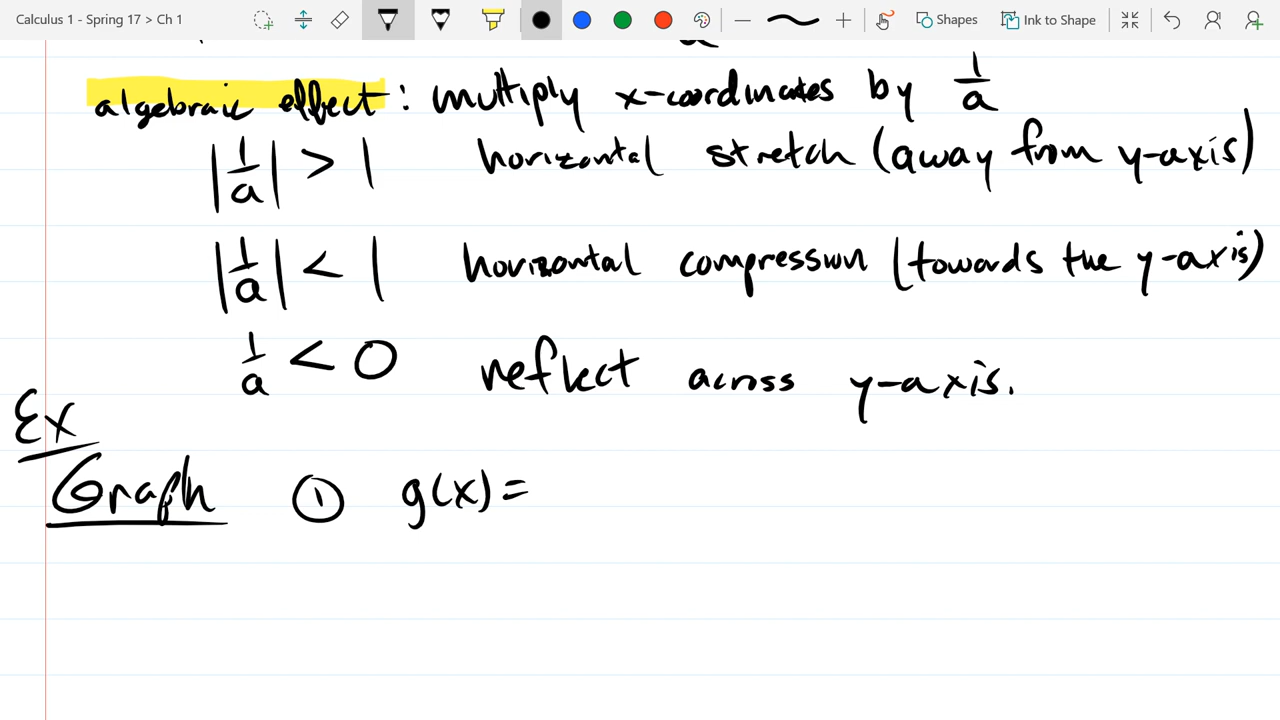 Calculus 1 - Spring 17 > Ch 1
Shapes
Ink to Shape
algebraic effect : multiply x-coordinates by 1/a
|1/a| > 1 horizontal stretch (away from y-axis)
|1/a| < 1 horizontal compression (towards the y-axis)
1/a < 0 reflect across y-axis.
Ex
Graph ① g(x)=